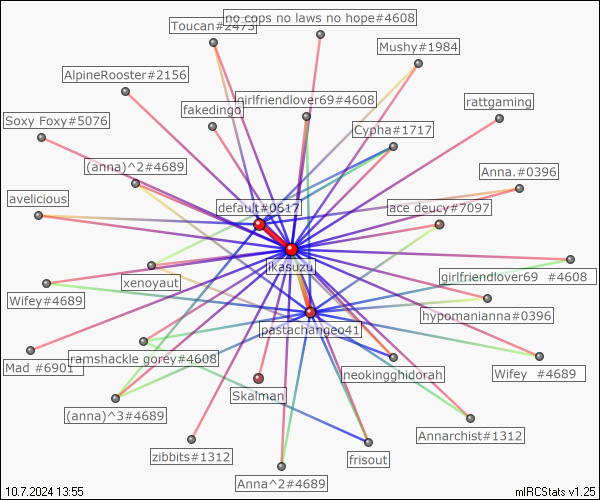 no cops no laws no hope#4608
Toucan#2473
Mushy#1984
AlpineRooster#2156
girlfriendlover69#4608
rattgaming
fakedingo
Soxy Foxy#5076
Cypha#1717
(anna)^2#4689
Anna.#0396
avelicious
default#0617
ace deucy#7097
ikasuzu
girlfriendlover69 #4608
xenoyaut
Wifey#4689
hypomanianna#0396
pastachangeo41
ramshackle gorey#4608
Mad #6901
neokingghidorah
Wifey #4689
Skalman
(anna)^3#4689
Annarchist#1312
zibbits#1312
frisout
Anna^2#4689
10.7.2024 13:55
mIRCStats v1.25